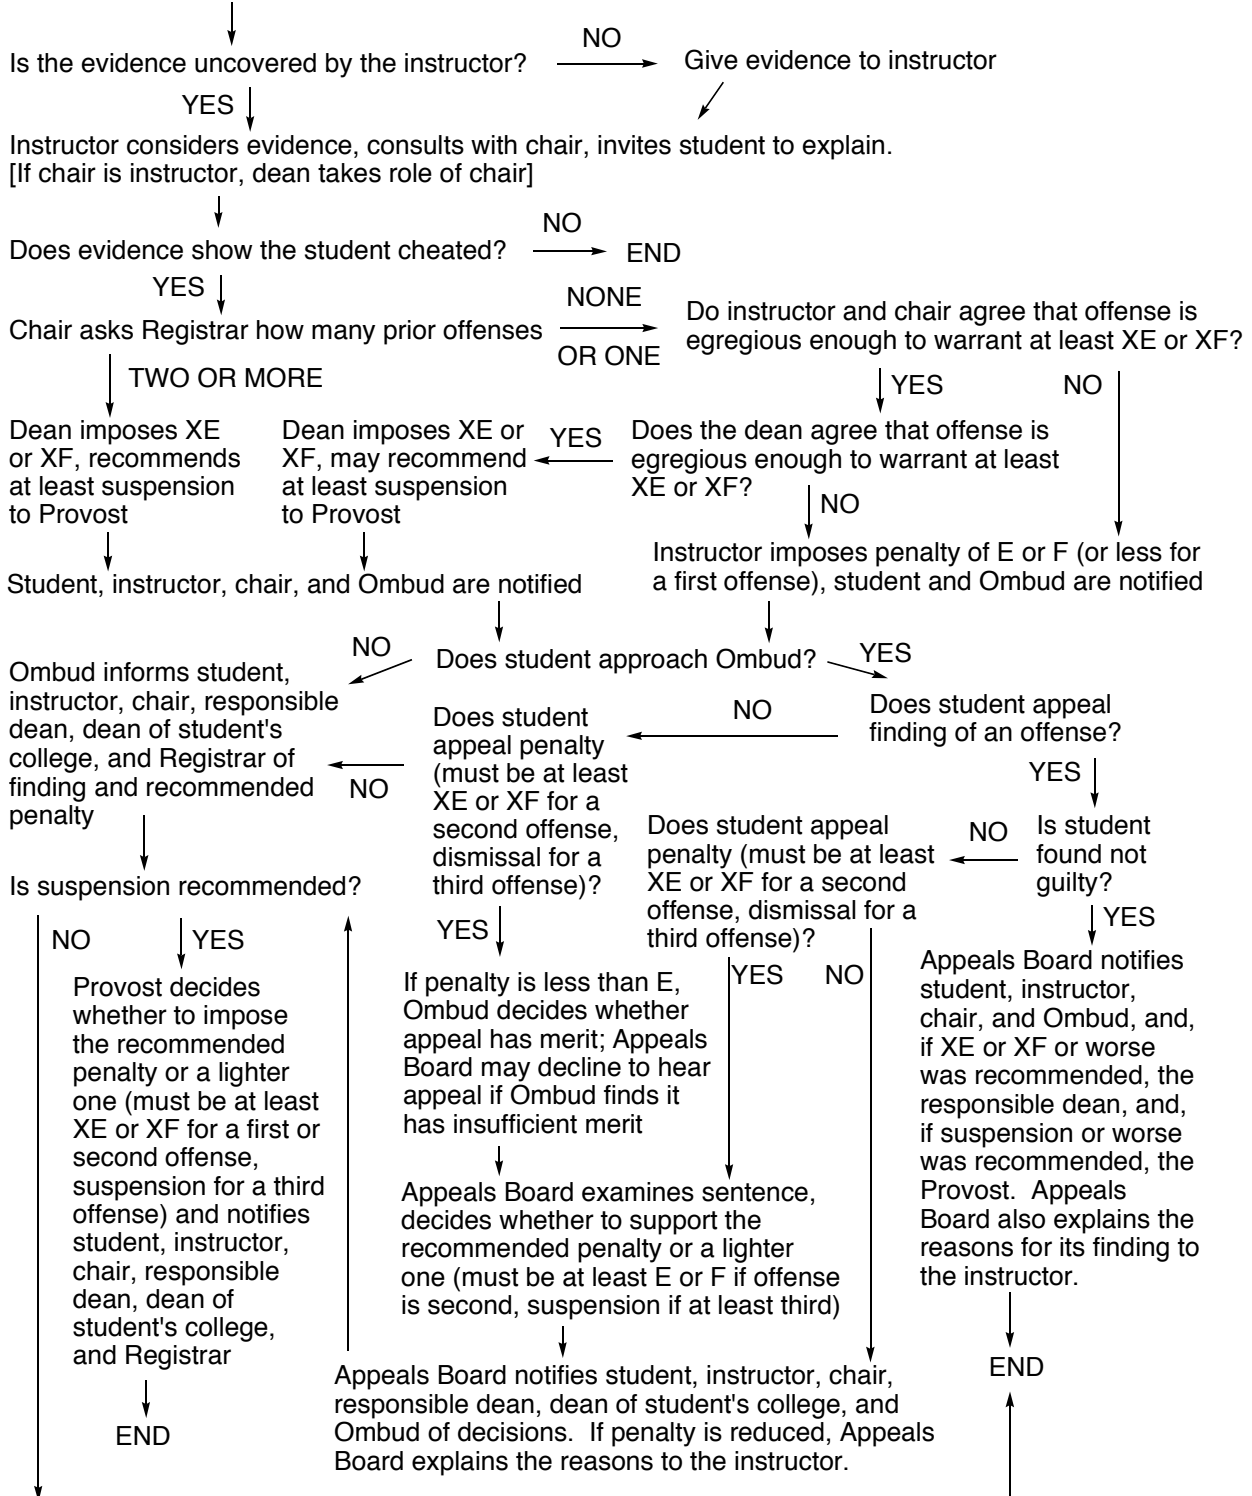 NO
Is the evidence uncovered by the instructor?
Give evidence to instructor
YES
Instructor considers evidence, consults with chair, invites student to explain.
[If chair is instructor, dean takes role of chair]
NO
Does evidence show the student cheated?
END
YES
NONE
Chair asks Registrar how many prior offenses
OR ONE
Do instructor and chair agree that offense is
egregious enough to warrant at least XE or XF?
TWO OR MORE
YES
NO
Dean imposes XE
or XF, recommends
at least suspension
to Provost
Dean imposes XE or
XF, may recommend
at least suspension
to Provost
YES
Does the dean agree that offense is
egregious enough to warrant at least
XE or XF?
NO
Instructor imposes penalty of E or F (or less for
a first offense), student and Ombud are notified
Student, instructor, chair, and Ombud are notified
NO
Does student approach Ombud?
YES
Ombud informs student,
instructor, chair, responsible
dean, dean of student's
college, and Registrar of
finding and recommended
penalty
NO
Does student
appeal penalty
(must be at least
XE or XF for a
second offense,
dismissal for a
third offense)?
NO
Does student appeal
finding of an offense?
YES
Does student appeal
penalty (must be at least
XE or XF for a second
offense, dismissal for a
third offense)?
NO
Is student
found not
guilty?
Is suspension recommended?
NO
YES
YES
YES
NO
YES
Provost decides
whether to impose
the recommended
penalty or a lighter
one (must be at least
XE or XF for a first or
second offense,
suspension for a third
offense) and notifies
student, instructor,
chair, responsible
dean, dean of
student's college,
and Registrar
END
If penalty is less than E,
Ombud decides whether
appeal has merit; Appeals
Board may decline to hear
appeal if Ombud finds it
has insufficient merit
Appeals Board examines sentence,
decides whether to support the
recommended penalty or a lighter
one (must be at least E or F if offense
is second, suspension if at least third)
Appeals Board notifies student, instructor, chair,
responsible dean, dean of student's college, and
Ombud of decisions.  If penalty is reduced, Appeals
Board explains the reasons to the instructor.
Appeals Board notifies
student, instructor,
chair, and Ombud, and,
if XE or XF or worse
was recommended, the
responsible dean, and,
if suspension or worse
was recommended, the
Provost.  Appeals
Board also explains the
reasons for its finding to
the instructor.
END